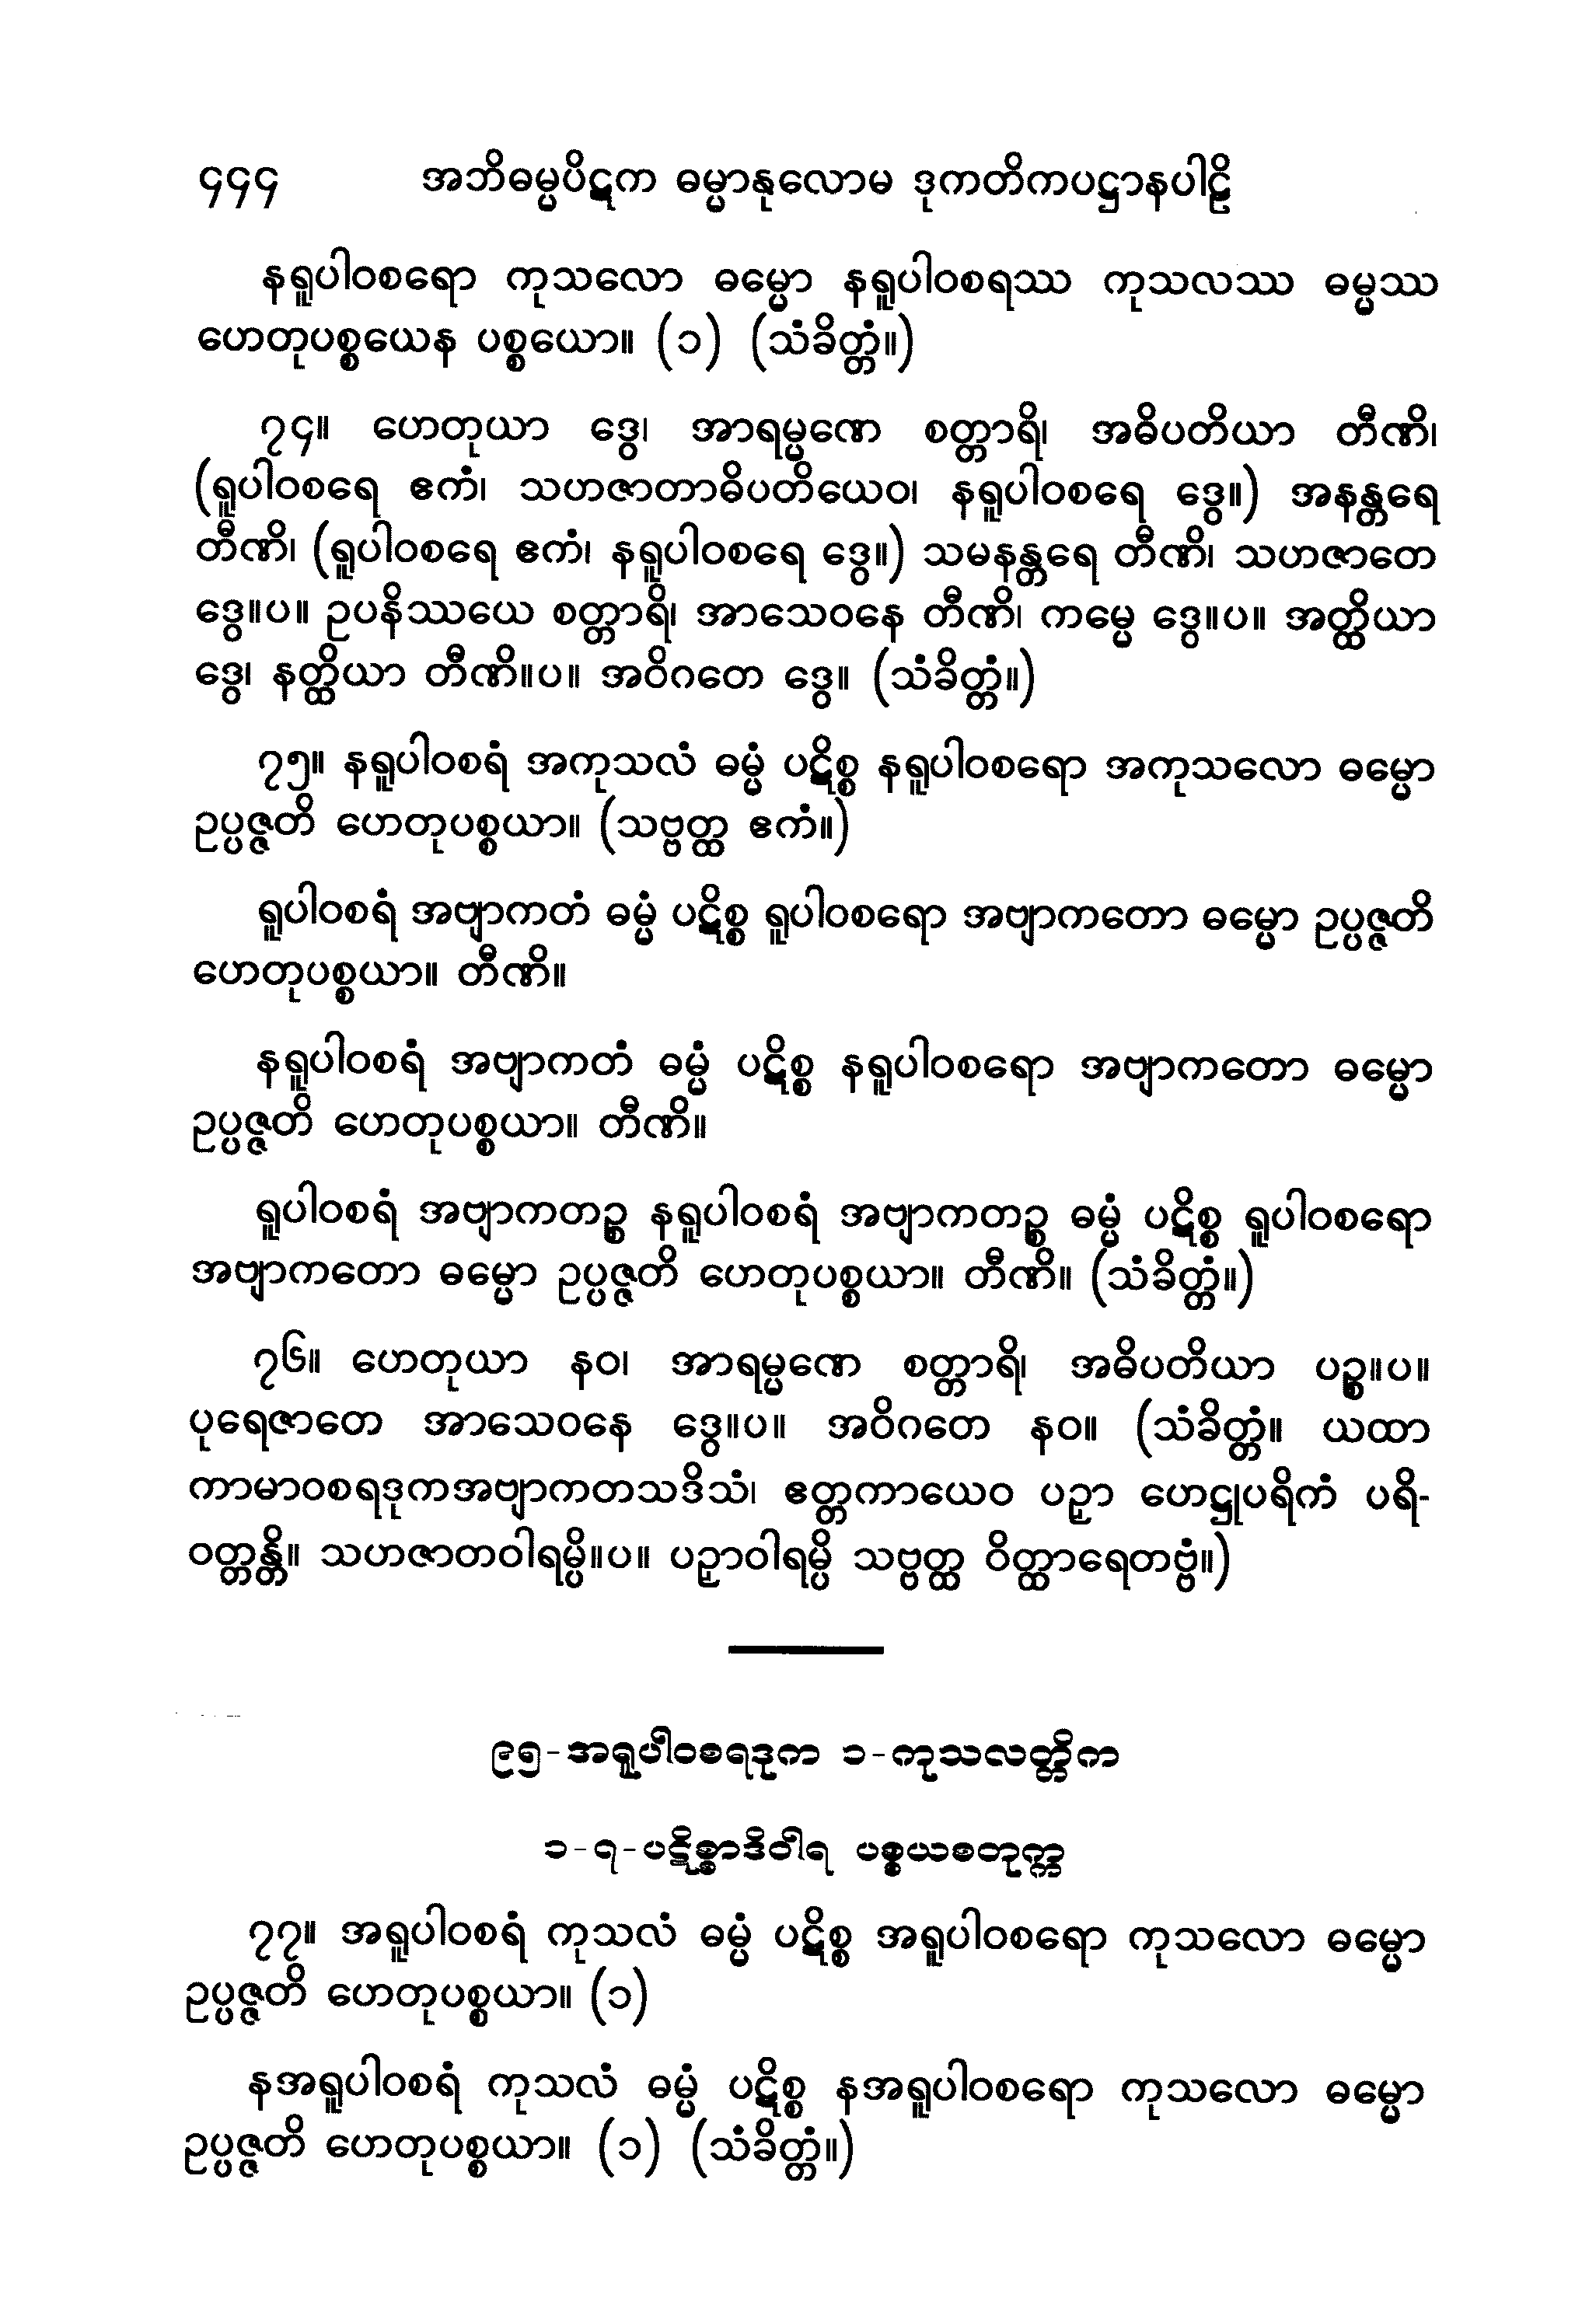 ၄၄၄ အဘိဓမ္မပိဋက ဓမ္မာနုလောမ ဒုကတိကပဋ္ဌာနပါဠိ
နရူပါဝစရော ကုသလော ဓမ္မော နရူပါဝစရဿ ကုသလဿ ဓမ္မဿ
ဟေတုပစ္စယေန ပစ္စယော။ (၁) (သံခိတ္တံ။)
၇၄။ ဟေတုယာ ဒွေ၊ အာရမ္မဏေ စတ္တာရိ၊ အဓိပတိယာ တီဏိ၊
(ရူပါဝစရေ ဧကံ၊ သဟဇာတာဓိပတိယေဝ၊ နရူပါဝစရေ ဒွေ။) အနန္တရေ
တီဏိ၊ (ရူပါဝစရေ ဧကံ၊ နရူပါဝစရေ ဒွေ။) သမနန္တရေ တီဏိ၊ သဟဇာတေ
ဒွေ။ပ။ ဥပနိဿယေ စတ္တာရိ၊ အာသေဝနေ တီဏိ၊ ကမ္မေ ဒွေ။ပ။ အတ္ထိယာ
ဒွေ၊ နတ္ထိယာ တီဏိ။ပ။ အဝိဂတေ ဒွေ။ (သံခိတ္တံ။)
၇၅။ နရူပါဝစရံ အကုသလံ ဓမ္မံ ပဋိစ္စ နရူပါဝစရော အကုသလော ဓမ္မော
ဥပ္ပဇ္ဇတိ ဟေတုပစ္စယာ။ (သဗ္ဗတ္ထ ဧကံ။)
ရူပါဝစရံ အဗျာကတံ ဓမ္မံ ပဋိစ္စ ရူပါဝစရော အဗျာကတော ဓမ္မော ဥပ္ပဇ္ဇတိ
ဟေတုပစ္စယာ။ တီဏိ။
နရူပါဝစရံ အဗျာကတံ ဓမ္မံ ပဋိစ္စ နရူပါဝစရော အဗျာကတော ဓမ္မော
ဥပ္ပဇ္ဇတိ ဟေတုပစ္စယာ။ တီဏိ။
ရူပါဝစရံ အဗျာကတဉ္စ နရူပါဝစရံ အဗျာကတဉ္စ ဓမ္မံ ပဋိစ္စ ရူပါဝစရော
အဗျာကတော ဓမ္မော ဥပ္ပဇ္ဇတိ ဟေတုပစ္စယာ။ တီဏိ။ (သံခိတ္တံ။)
၇၆။ ဟေတုယာ နဝ၊ အာရမ္မဏေ စတ္တာရိ၊ အဓိပတိယာ ပဉ္စ။ပ။
ပုရေဇာတေ အာသေဝနေ ဒွေ။ပ။ အဝိဂတေ နဝ။ (သံခိတ္တံ။ ယထာ
ကာမာဝစရဒုကအဗျာကတသဒိသံ၊ ဧတ္တကာယေဝ ပဉှာ ဟေဋ္ဌုပရိကံ ပရိ-
ဝတ္တန္တိ။ သဟဇာတဝါရမ္ပိ။ပ။ ပဉှာဝါရမ္ပိ သဗ္ဗတ္ထ ဝိတ္ထာရေတဗ္ဗံ။)
၉၅-အရူပါဝစရဒုက ၁-ကုသလတ္တိက
၁-၇-ပဋိစ္စာဒိဝါရ ပစ္စယစတုက္က
၇၇။ အရူပါဝစရံ ကုသလံ ဓမ္မံ ပဋိစ္စ အရူပါဝစရော ကုသလော ဓမ္မော
ဥပ္ပဇ္ဇတိ ဟေတုပစ္စယာ။ (၁)
နအရူပါဝစရံ ကုသလံ ဓမ္မံ ပဋိစ္စ နအရူပါဝစရော ကုသလော ဓမ္မော
ဥပ္ပဇ္ဇတိ ဟေတုပစ္စယာ။ (၁) (သံခိတ္တံ။)